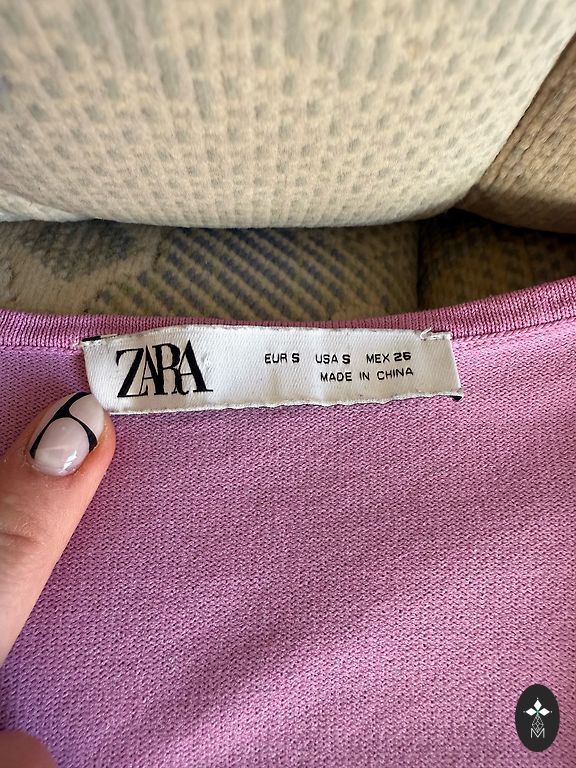 ZARA
EUR S USA S MEX 26
MADE IN CHINA
M